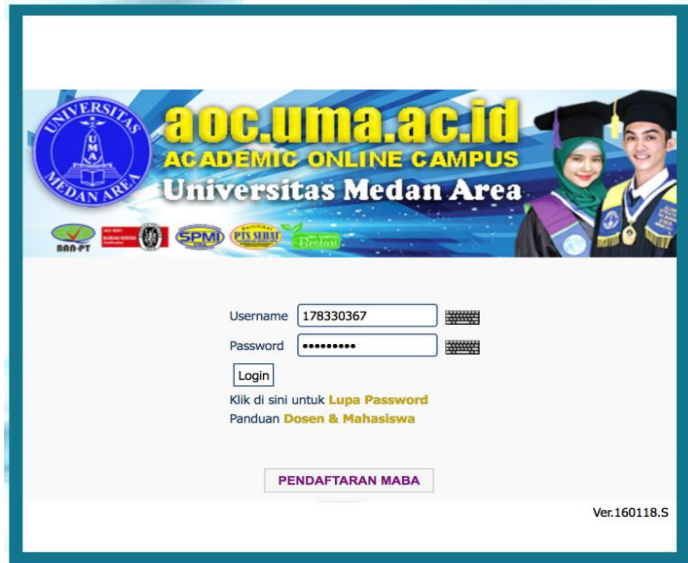 UNIVERSITAS
UMA
MEDAN AREA
aoc.uma.ac.id
ACADEMIC ONLINE CAMPUS
Universitas Medan Area
BAN-PT
SPMI
PTS SEHAT
Berlian
Username 178330367
Password •••••••••
Login
Klik di sini untuk Lupa Password
Panduan Dosen & Mahasiswa
PENDAFTARAN MABA
Ver.160118.S